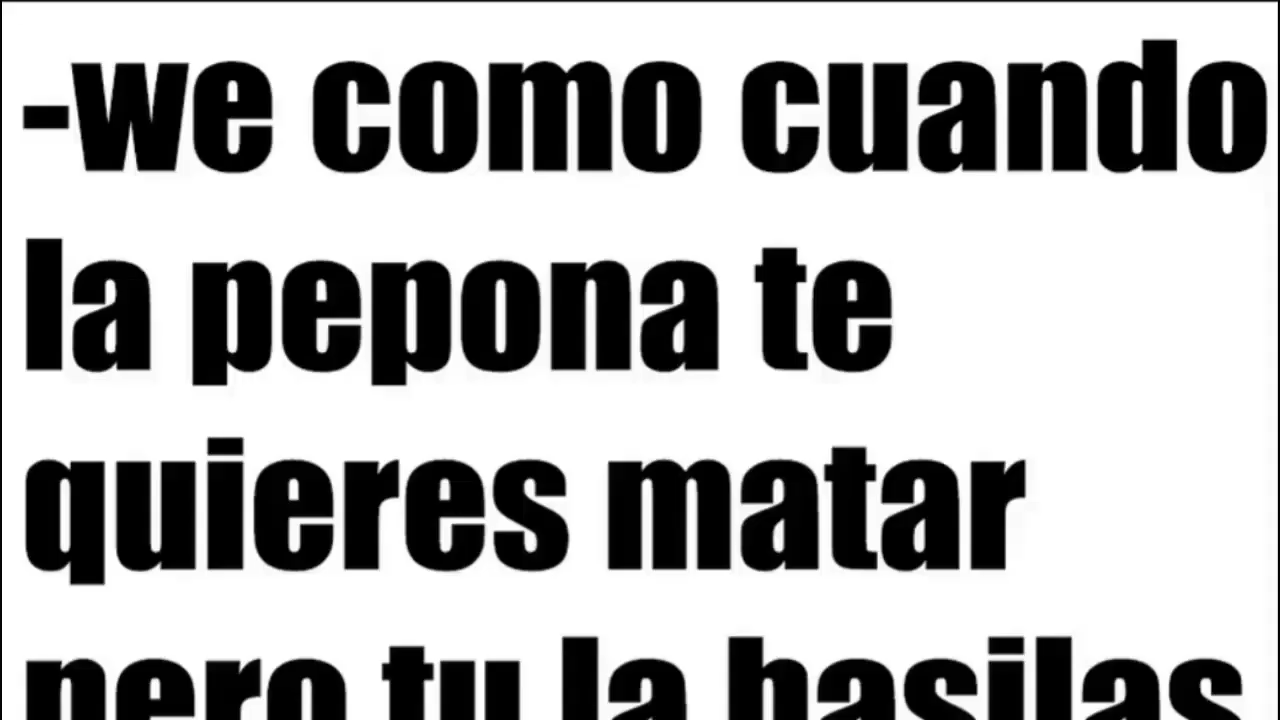 -we como cuando
la pepona te
quieres matar
pero tu la basilas